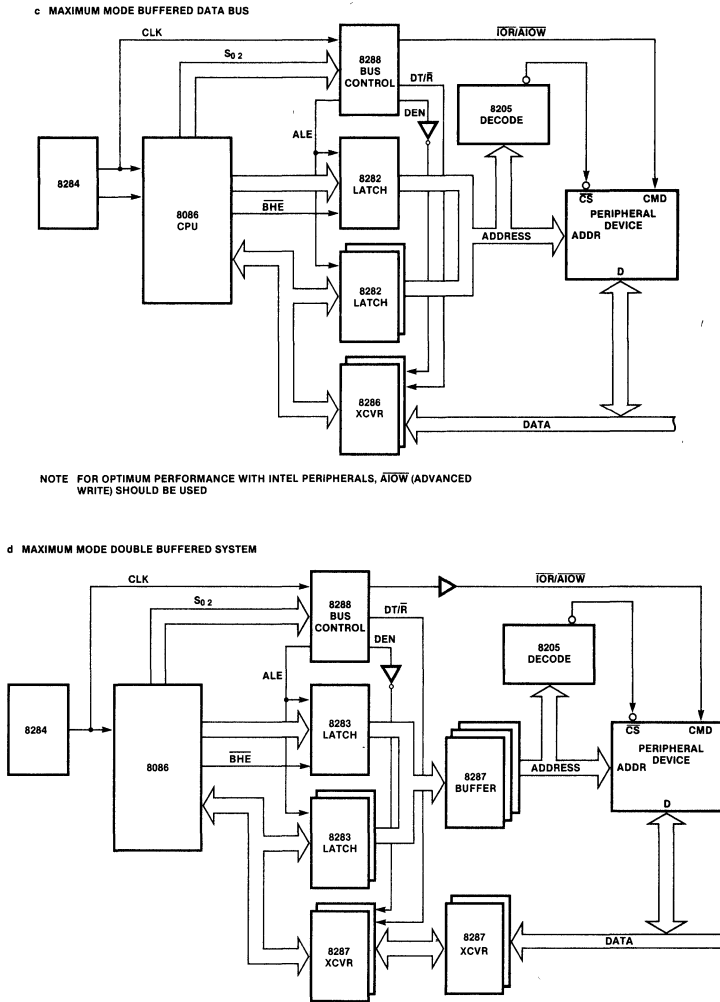 c MAXIMUM MODE BUFFERED DATA BUS
CLK
S0 2
8284
8086
CPU
8288
BUS
CONTROL
IOR/AIOW
DT/R
DEN
ALE
8282
LATCH
BHE
8282
LATCH
8286
XCVR
8205
DECODE
ADDRESS
CS
CMD
PERIPHERAL
DEVICE
ADDR
D
DATA
NOTE FOR OPTIMUM PERFORMANCE WITH INTEL PERIPHERALS, AIOW (ADVANCED
WRITE) SHOULD BE USED
d MAXIMUM MODE DOUBLE BUFFERED SYSTEM
CLK
S0 2
8284
8086
8288
BUS
CONTROL
IOR/AIOW
DT/R
DEN
ALE
8283
LATCH
BHE
8283
LATCH
8287
XCVR
8287
BUFFER
8287
XCVR
8205
DECODE
ADDRESS
CS
CMD
PERIPHERAL
DEVICE
ADDR
D
DATA